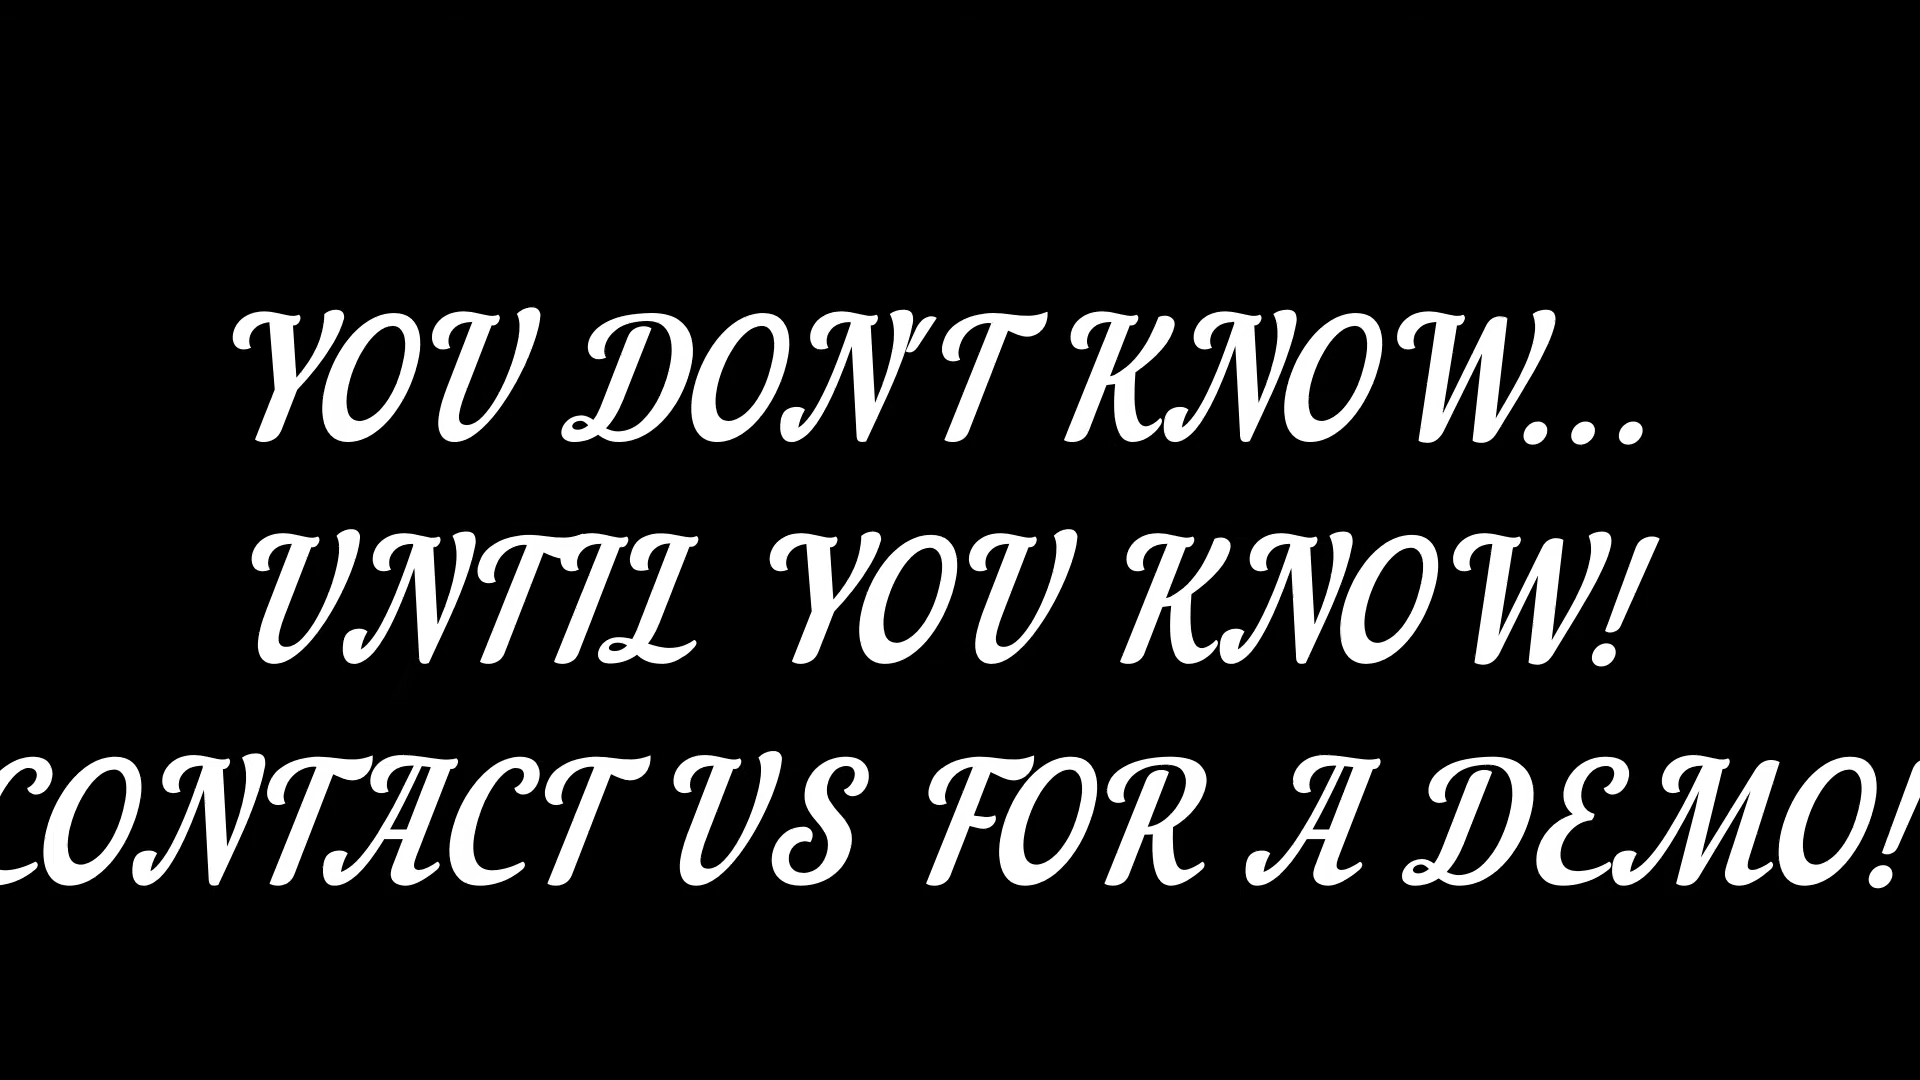 YOU DON'T KNOW...
UNTIL YOU KNOW!
CONTACT US FOR A DEMO!